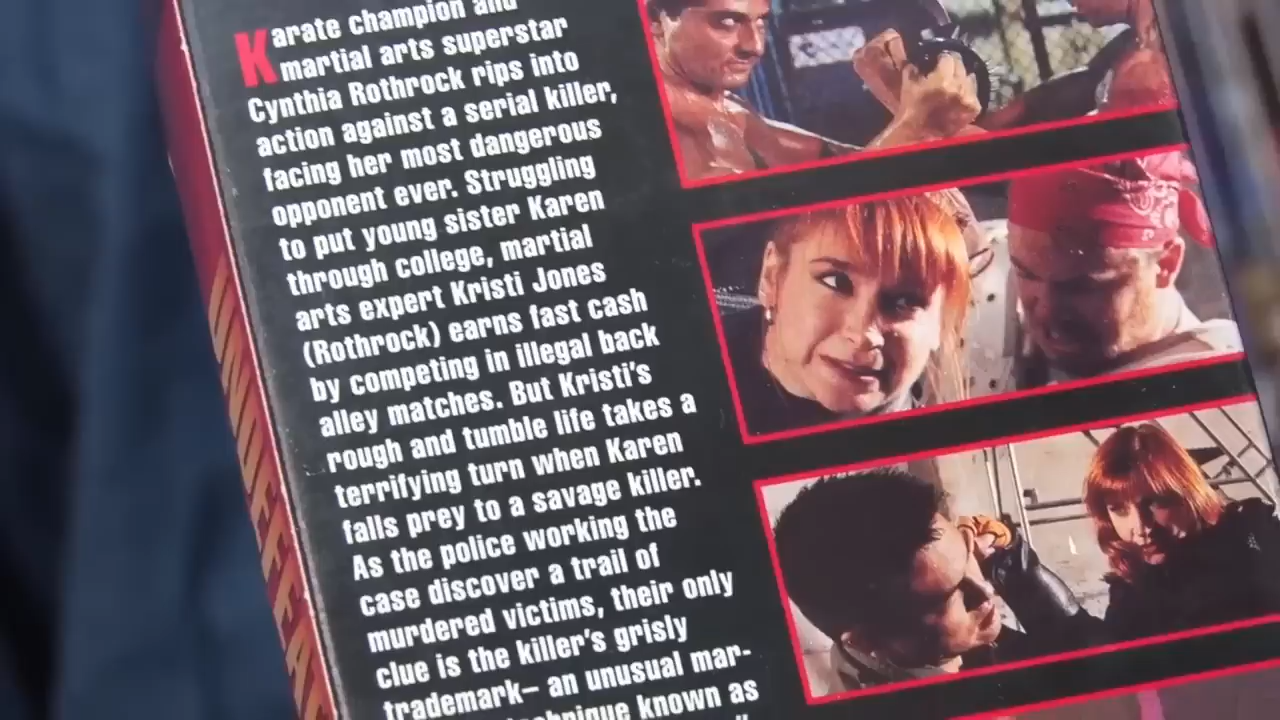 Karate champion and
martial arts superstar
Cynthia Rothrock rips into
action against a serial killer,
facing her most dangerous
opponent ever. Struggling
to put young sister Karen
through college, martial
arts expert Kristi Jones
(Rothrock) earns fast cash
by competing in illegal back
alley matches. But Kristi's
rough and tumble life takes a
terrifying turn when Karen
falls prey to a savage killer.
As the police working the
case discover a trail of
murdered victims, their only
clue is the killer's grisly
trademark– an unusual mar-
known as